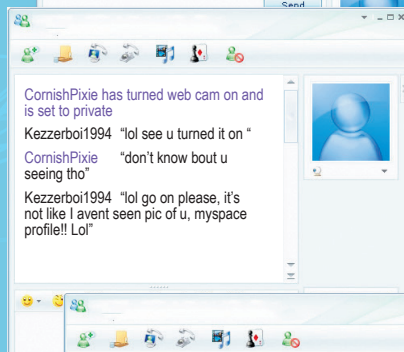 Send
CornishPixie has turned web cam on and
is set to private
Kezzerboi1994 “lol see u turned it on “
CornishPixie “don’t know bout u
seeing tho”
Kezzerboi1994 “lol go on please, it’s
not like I avent seen pic of u, myspace
profile!! Lol”